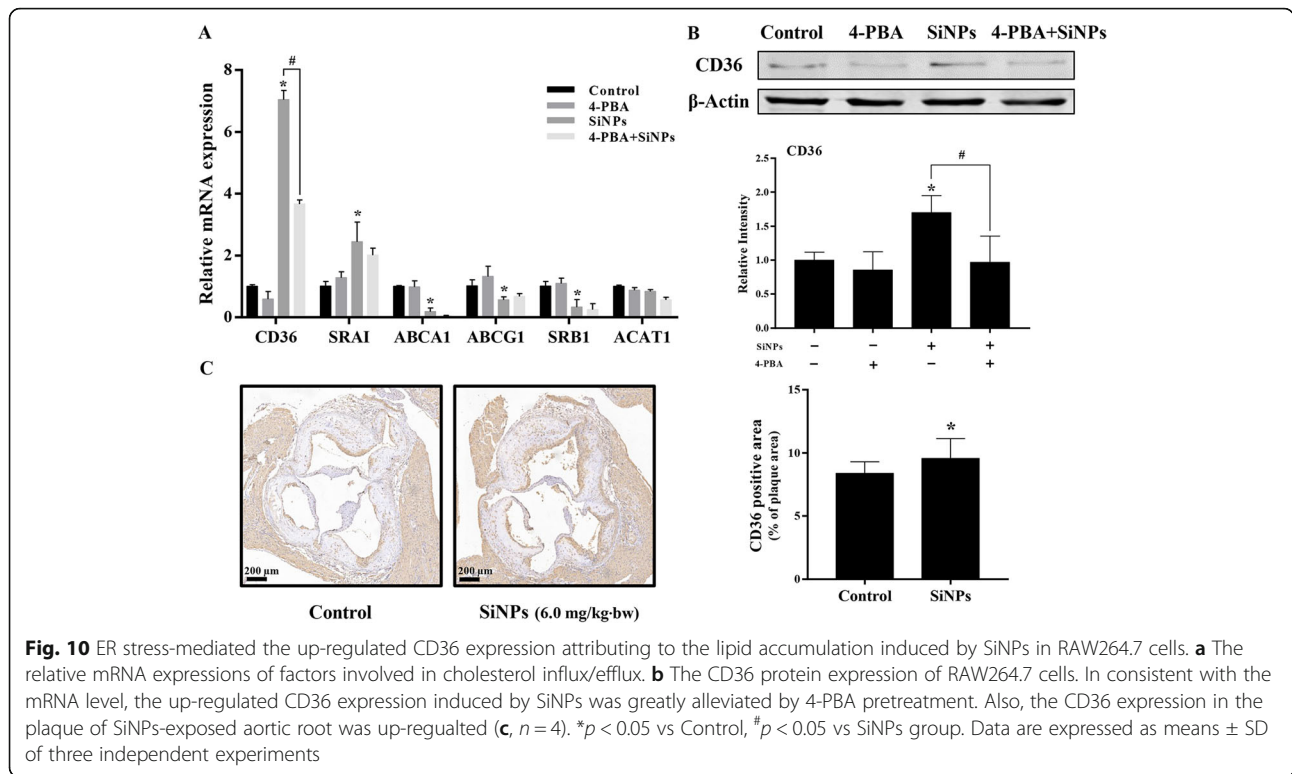 A
Relative mRNA expression
8
6
4
2
0
#
*
*
*
*
*
Control
4-PBA
SiNPs
4-PBA+SiNPs
CD36 SRAI ABCA1 ABCG1 SRB1 ACAT1
B
Control 4-PBA SiNPs 4-PBA+SiNPs
CD36
β-Actin
CD36
Relative Intensity
2.5
2.0
1.5
1.0
0.5
0.0
*
#
SiNPs − − + +
4-PBA − + − +
C
200 μm
200 μm
Control
SiNPs (6.0 mg/kg·bw)
CD36 positive area
(% of plaque area)
15
10
5
0
*
Control SiNPs
Fig. 10 ER stress-mediated the up-regulated CD36 expression attributing to the lipid accumulation induced by SiNPs in RAW264.7 cells. a The
relative mRNA expressions of factors involved in cholesterol influx/efflux. b The CD36 protein expression of RAW264.7 cells. In consistent with the
mRNA level, the up-regulated CD36 expression induced by SiNPs was greatly alleviated by 4-PBA pretreatment. Also, the CD36 expression in the
plaque of SiNPs-exposed aortic root was up-regualted (c, n = 4). *p < 0.05 vs Control, #p < 0.05 vs SiNPs group. Data are expressed as means ± SD
of three independent experiments